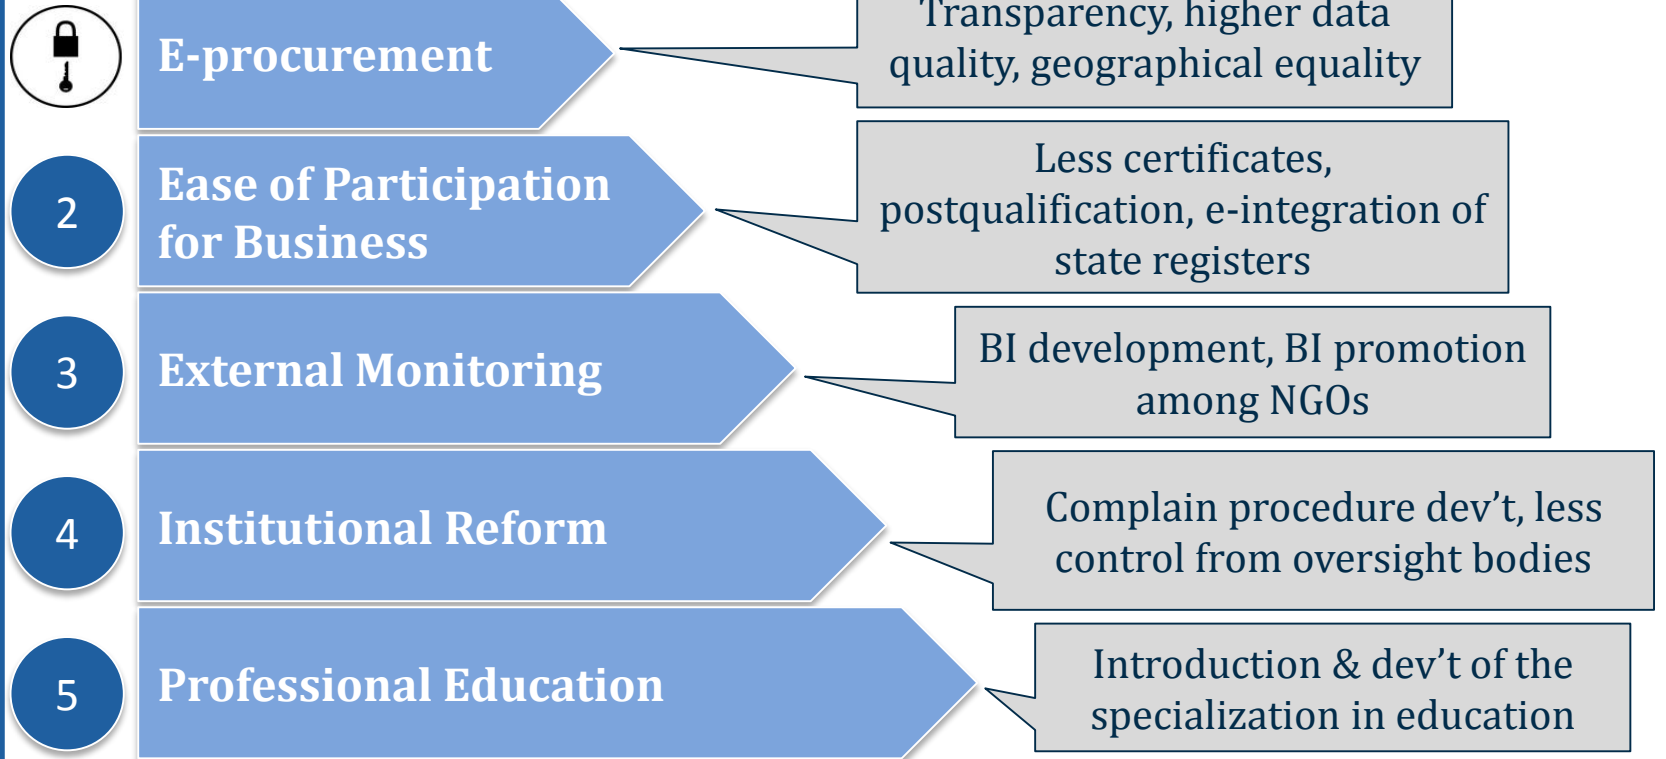 E-procurement
Transparency, higher data
quality, geographical equality
2
Ease of Participation
for Business
Less certificates,
postqualification, e-integration of
state registers
3
External Monitoring
BI development, BI promotion
among NGOs
4
Institutional Reform
Complain procedure dev’t, less
control from oversight bodies
5
Professional Education
Introduction & dev’t of the
specialization in education